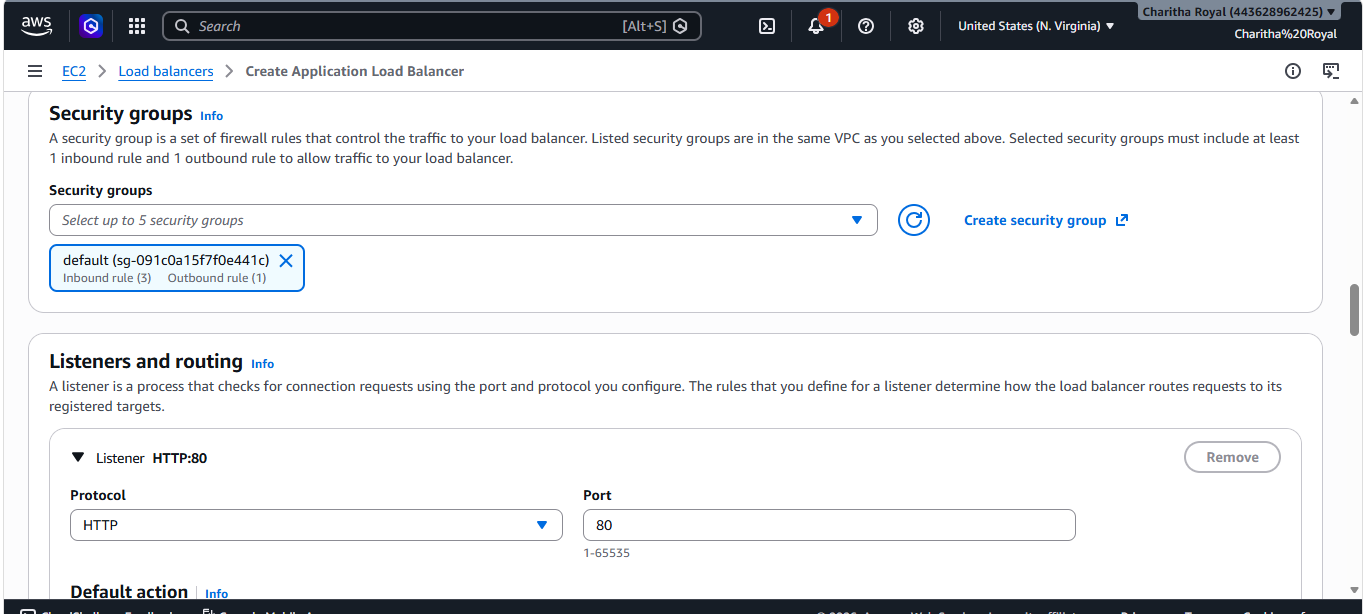 aws
Search [Alt+S]
1
United States (N. Virginia)
Charitha Royal (443628962425)
Charitha%20Royal
EC2 > Load balancers > Create Application Load Balancer
Security groups Info
A security group is a set of firewall rules that control the traffic to your load balancer. Listed security groups are in the same VPC as you selected above. Selected security groups must include at least
1 inbound rule and 1 outbound rule to allow traffic to your load balancer.
Security groups
Select up to 5 security groups
Create security group
default (sg-091c0a15f7f0e441c)
Inbound rule (3) Outbound rule (1)
Listeners and routing Info
A listener is a process that checks for connection requests using the port and protocol you configure. The rules that you define for a listener determine how the load balancer routes requests to its
registered targets.
Listener HTTP:80
Remove
Protocol
Port
HTTP
80
1-65535
Default action Info